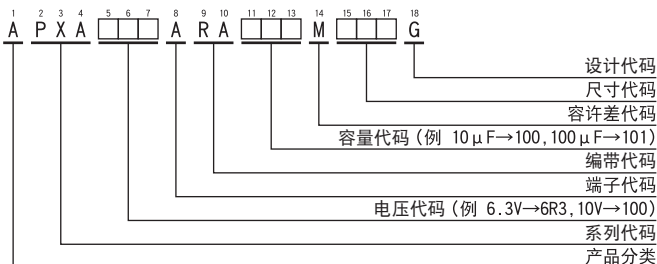 1 2 3 4 5 6 7 8 9 10 11 12 13 14 15 16 17 18
A P X A □□□ A R A □□□ M □□□ G
设计代码
尺寸代码
容许差代码
容量代码 (例 10μF→100, 100μF→101)
编带代码
端子代码
电压代码 (例 6.3V→6R3, 10V→100)
系列代码
产品分类